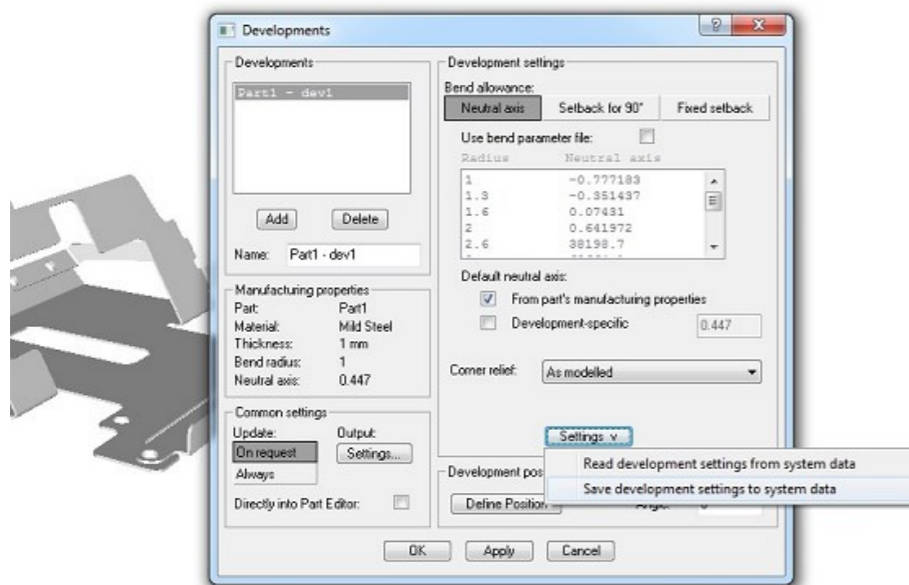 Developments
Developments
Part1 - dev1
Add Delete
Name: Part1 - dev1
Manufacturing properties
Part: Part1
Material: Mild Steel
Thickness: 1 mm
Bend radius: 1
Neutral axis: 0.447
Common settings
Update: Output:
On request Settings...
Always
Directly into Part Editor:
Development settings
Bend allowance:
Neutral axis Setback for 90° Fixed setback
Use bend parameter file:
Radius Neutral axis
1 -0.777183
1.3 -0.351437
1.6 0.07431
2 0.641972
2.6 38198.7
Default neutral axis:
From part's manufacturing properties
Development-specific 0.447
Corner relief: As modelled
Settings v
Read development settings from system data
Save development settings to system data
Development pos
Define Position...
OK Apply Cancel